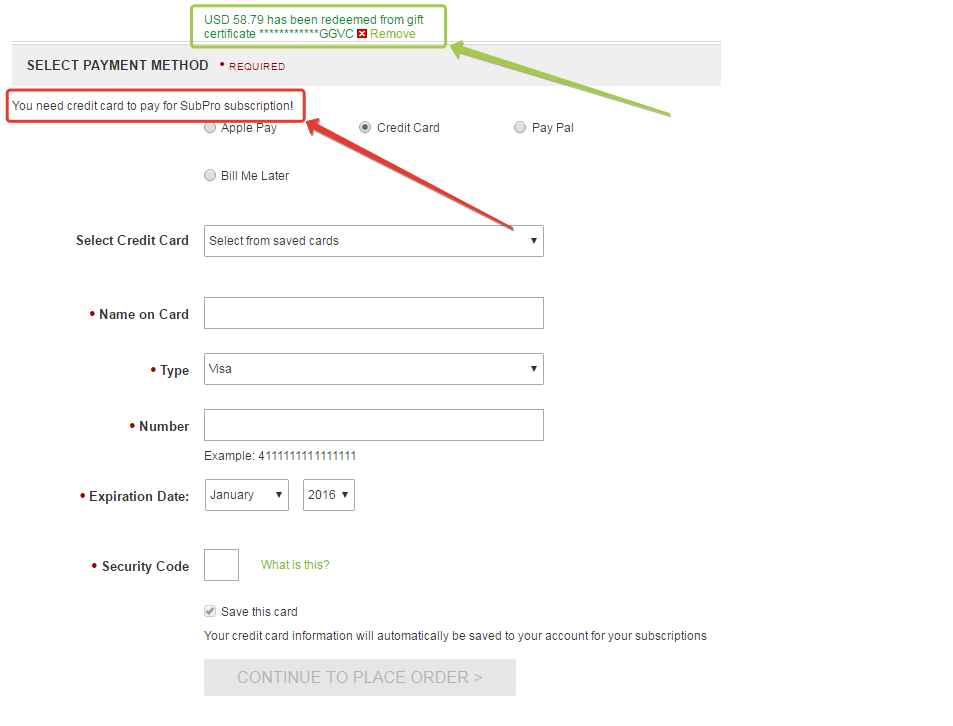 USD 58.79 has been redeemed from gift
certificate ************GGVC Remove
SELECT PAYMENT METHOD • REQUIRED
You need credit card to pay for SubPro subscription!
Apple Pay Credit Card Pay Pal
Bill Me Later
Select Credit Card Select from saved cards
• Name on Card
• Type Visa
• Number
Example: 4111111111111111
• Expiration Date: January 2016
• Security Code What is this?
Save this card
Your credit card information will automatically be saved to your account for your subscriptions
CONTINUE TO PLACE ORDER >